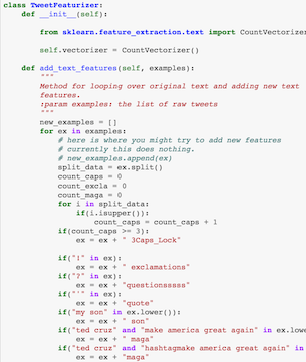 class TweetFeaturizer:
def __init__(self):
from sklearn.feature_extraction.text import CountVectorizer
self.vectorizer = CountVectorizer()
def add_text_features(self, examples):
"""
Method for looping over original text and adding new text
features.
:param examples: the list of raw tweets
"""
new_examples = []
for ex in examples:
# here is where you might try to add new features
# currently this does nothing.
# new_examples.append(ex)
split_data = ex.split()
count_caps = 0
count_excla = 0
count_maga = 0
for i in split_data:
if(i.isupper()):
count_caps = count_caps + 1
if(count_caps >= 3):
ex = ex + " 3Caps_Lock"
if("!" in ex):
ex = ex + " exclamations"
if("?" in ex):
ex = ex + "questionsssss"
if("'" in ex):
ex = ex + "quote"
if("my son" in ex.lower()):
ex = ex + " son"
if("ted cruz" and "make america great again" in ex.lowe
ex = ex + " maga"
if("ted cruz" and "hashtagmake america great again" in
ex = ex + "maga"